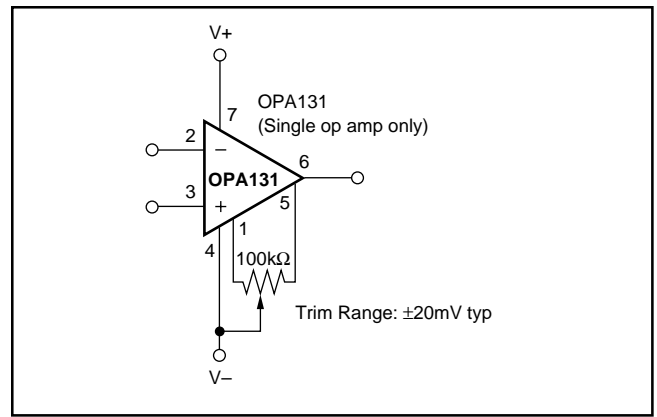 V+
7
OPA131
(Single op amp only)
2
−
6
OPA131
3
+
5
1
4
100kΩ
Trim Range: ±20mV typ
V−